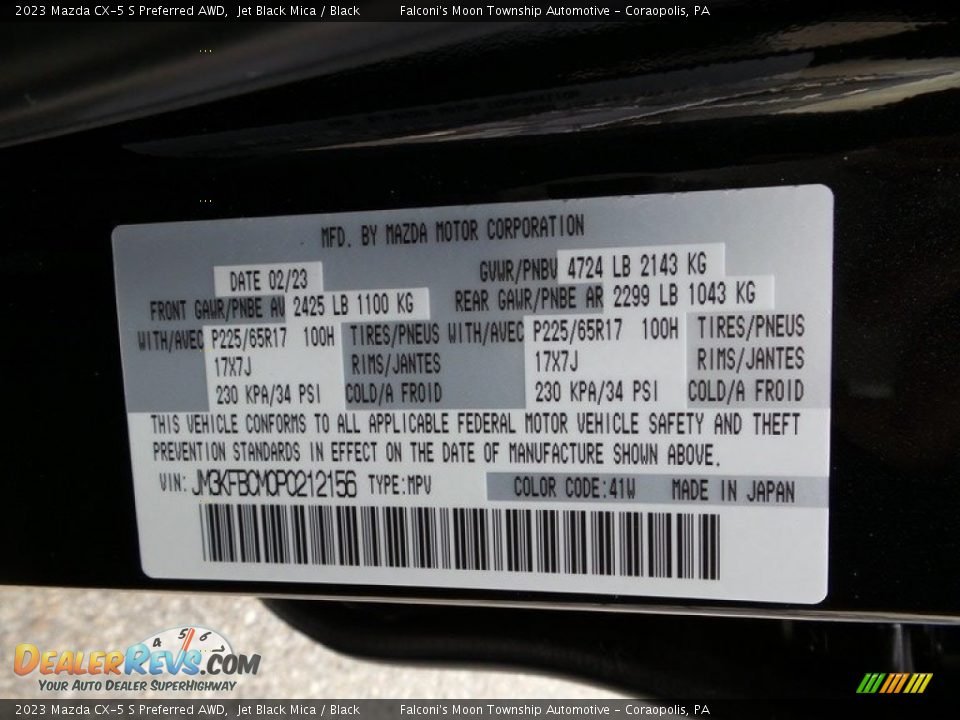 2023 Mazda CX-5 S Preferred AWD, Jet Black Mica / Black Falconi's Moon Township Automotive - Coraopolis, PA
MFD. BY MAZDA MOTOR CORPORATION
DATE 02/23 GVWR/PNBV 4724 LB 2143 KG
FRONT GAWR/PNBE AV 2425 LB 1100 KG REAR GAWR/PNBE AR 2299 LB 1043 KG
WITH/AVEC P225/65R17 100H TIRES/PNEUS WITH/AVEC P225/65R17 100H TIRES/PNEUS
17X7J RIMS/JANTES 17X7J RIMS/JANTES
230 KPA/34 PSI COLD/A FROID 230 KPA/34 PSI COLD/A FROID
THIS VEHICLE CONFORMS TO ALL APPLICABLE FEDERAL MOTOR VEHICLE SAFETY AND THEFT
PREVENTION STANDARDS IN EFFECT ON THE DATE OF MANUFACTURE SHOWN ABOVE.
VIN: JM3KFBCM0P0212156 TYPE:MPV COLOR CODE:41W MADE IN JAPAN
4 5 6
DEALERREVS.COM
YOUR AUTO DEALER SUPERHIGHWAY
2023 Mazda CX-5 S Preferred AWD, Jet Black Mica / Black Falconi's Moon Township Automotive - Coraopolis, PA